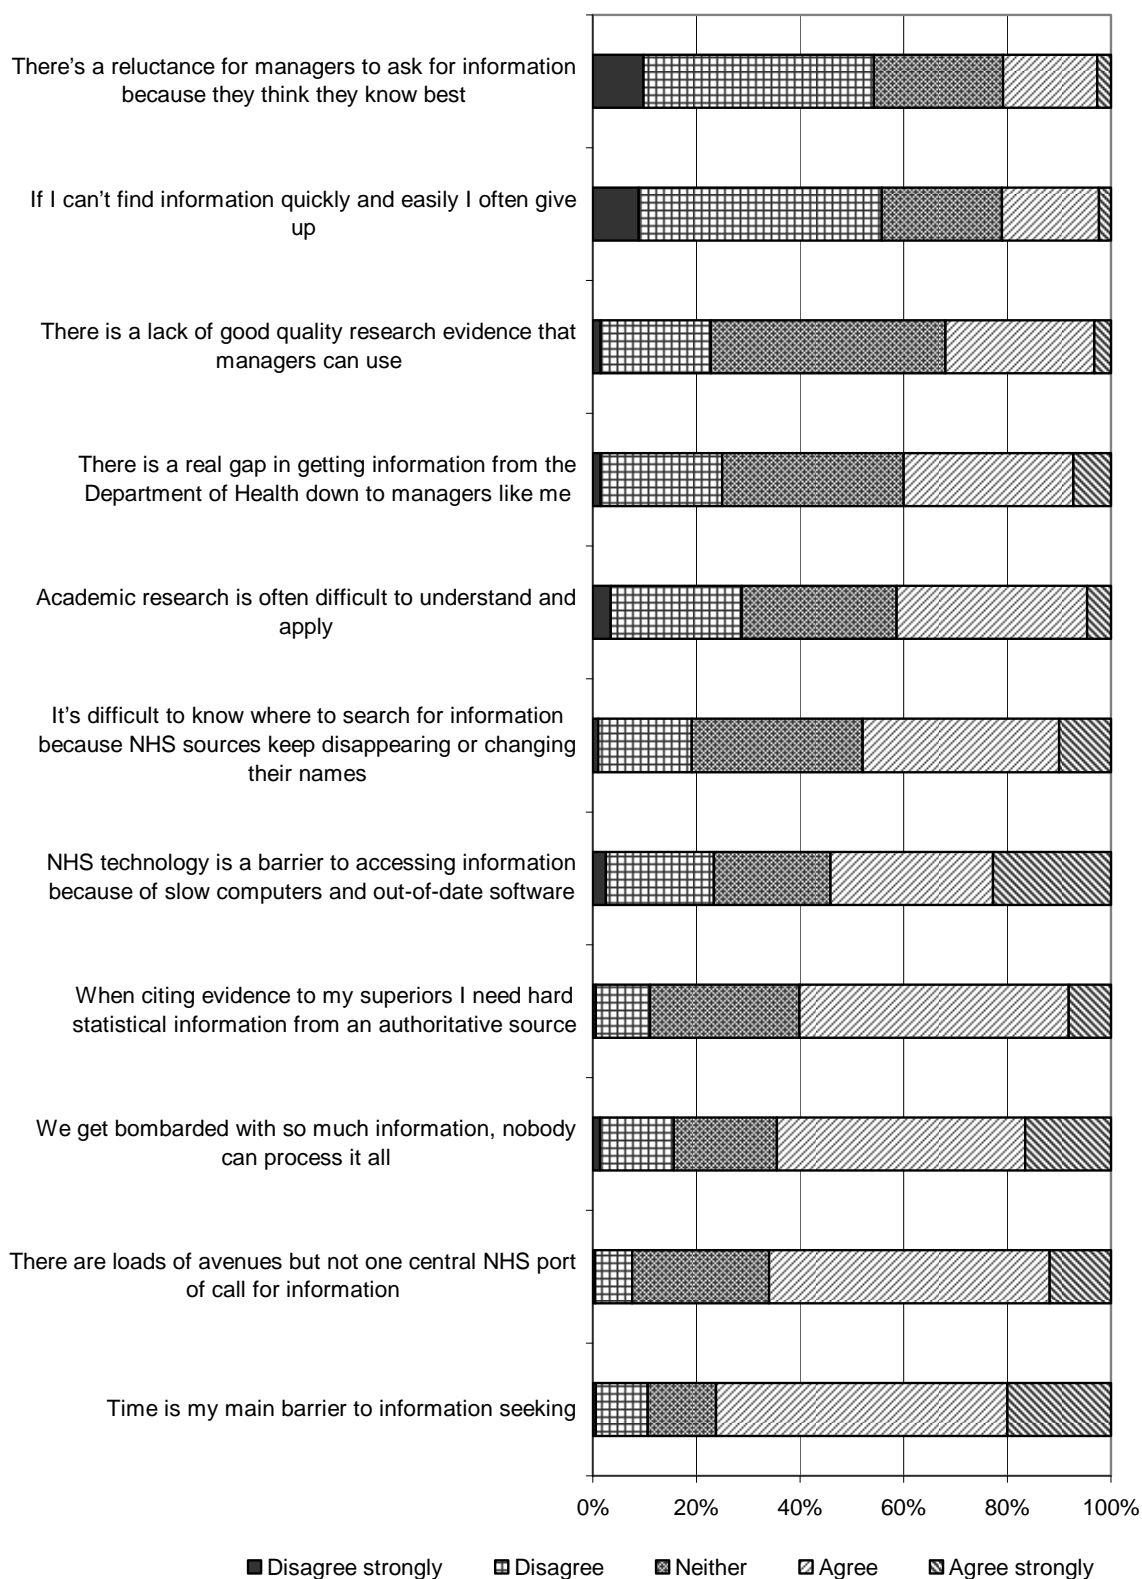 There's a reluctance for managers to ask for information
because they think they know best
If I can't find information quickly and easily I often give
up
There is a lack of good quality research evidence that
managers can use
There is a real gap in getting information from the
Department of Health down to managers like me
Academic research is often difficult to understand and
apply
It's difficult to know where to search for information
because NHS sources keep disappearing or changing
their names
NHS technology is a barrier to accessing information
because of slow computers and out-of-date software
When citing evidence to my superiors I need hard
statistical information from an authoritative source
We get bombarded with so much information, nobody
can process it all
There are loads of avenues but not one central NHS port
of call for information
Time is my main barrier to information seeking
0% 20% 40% 60% 80% 100%
Disagree strongly Disagree Neither Agree Agree strongly